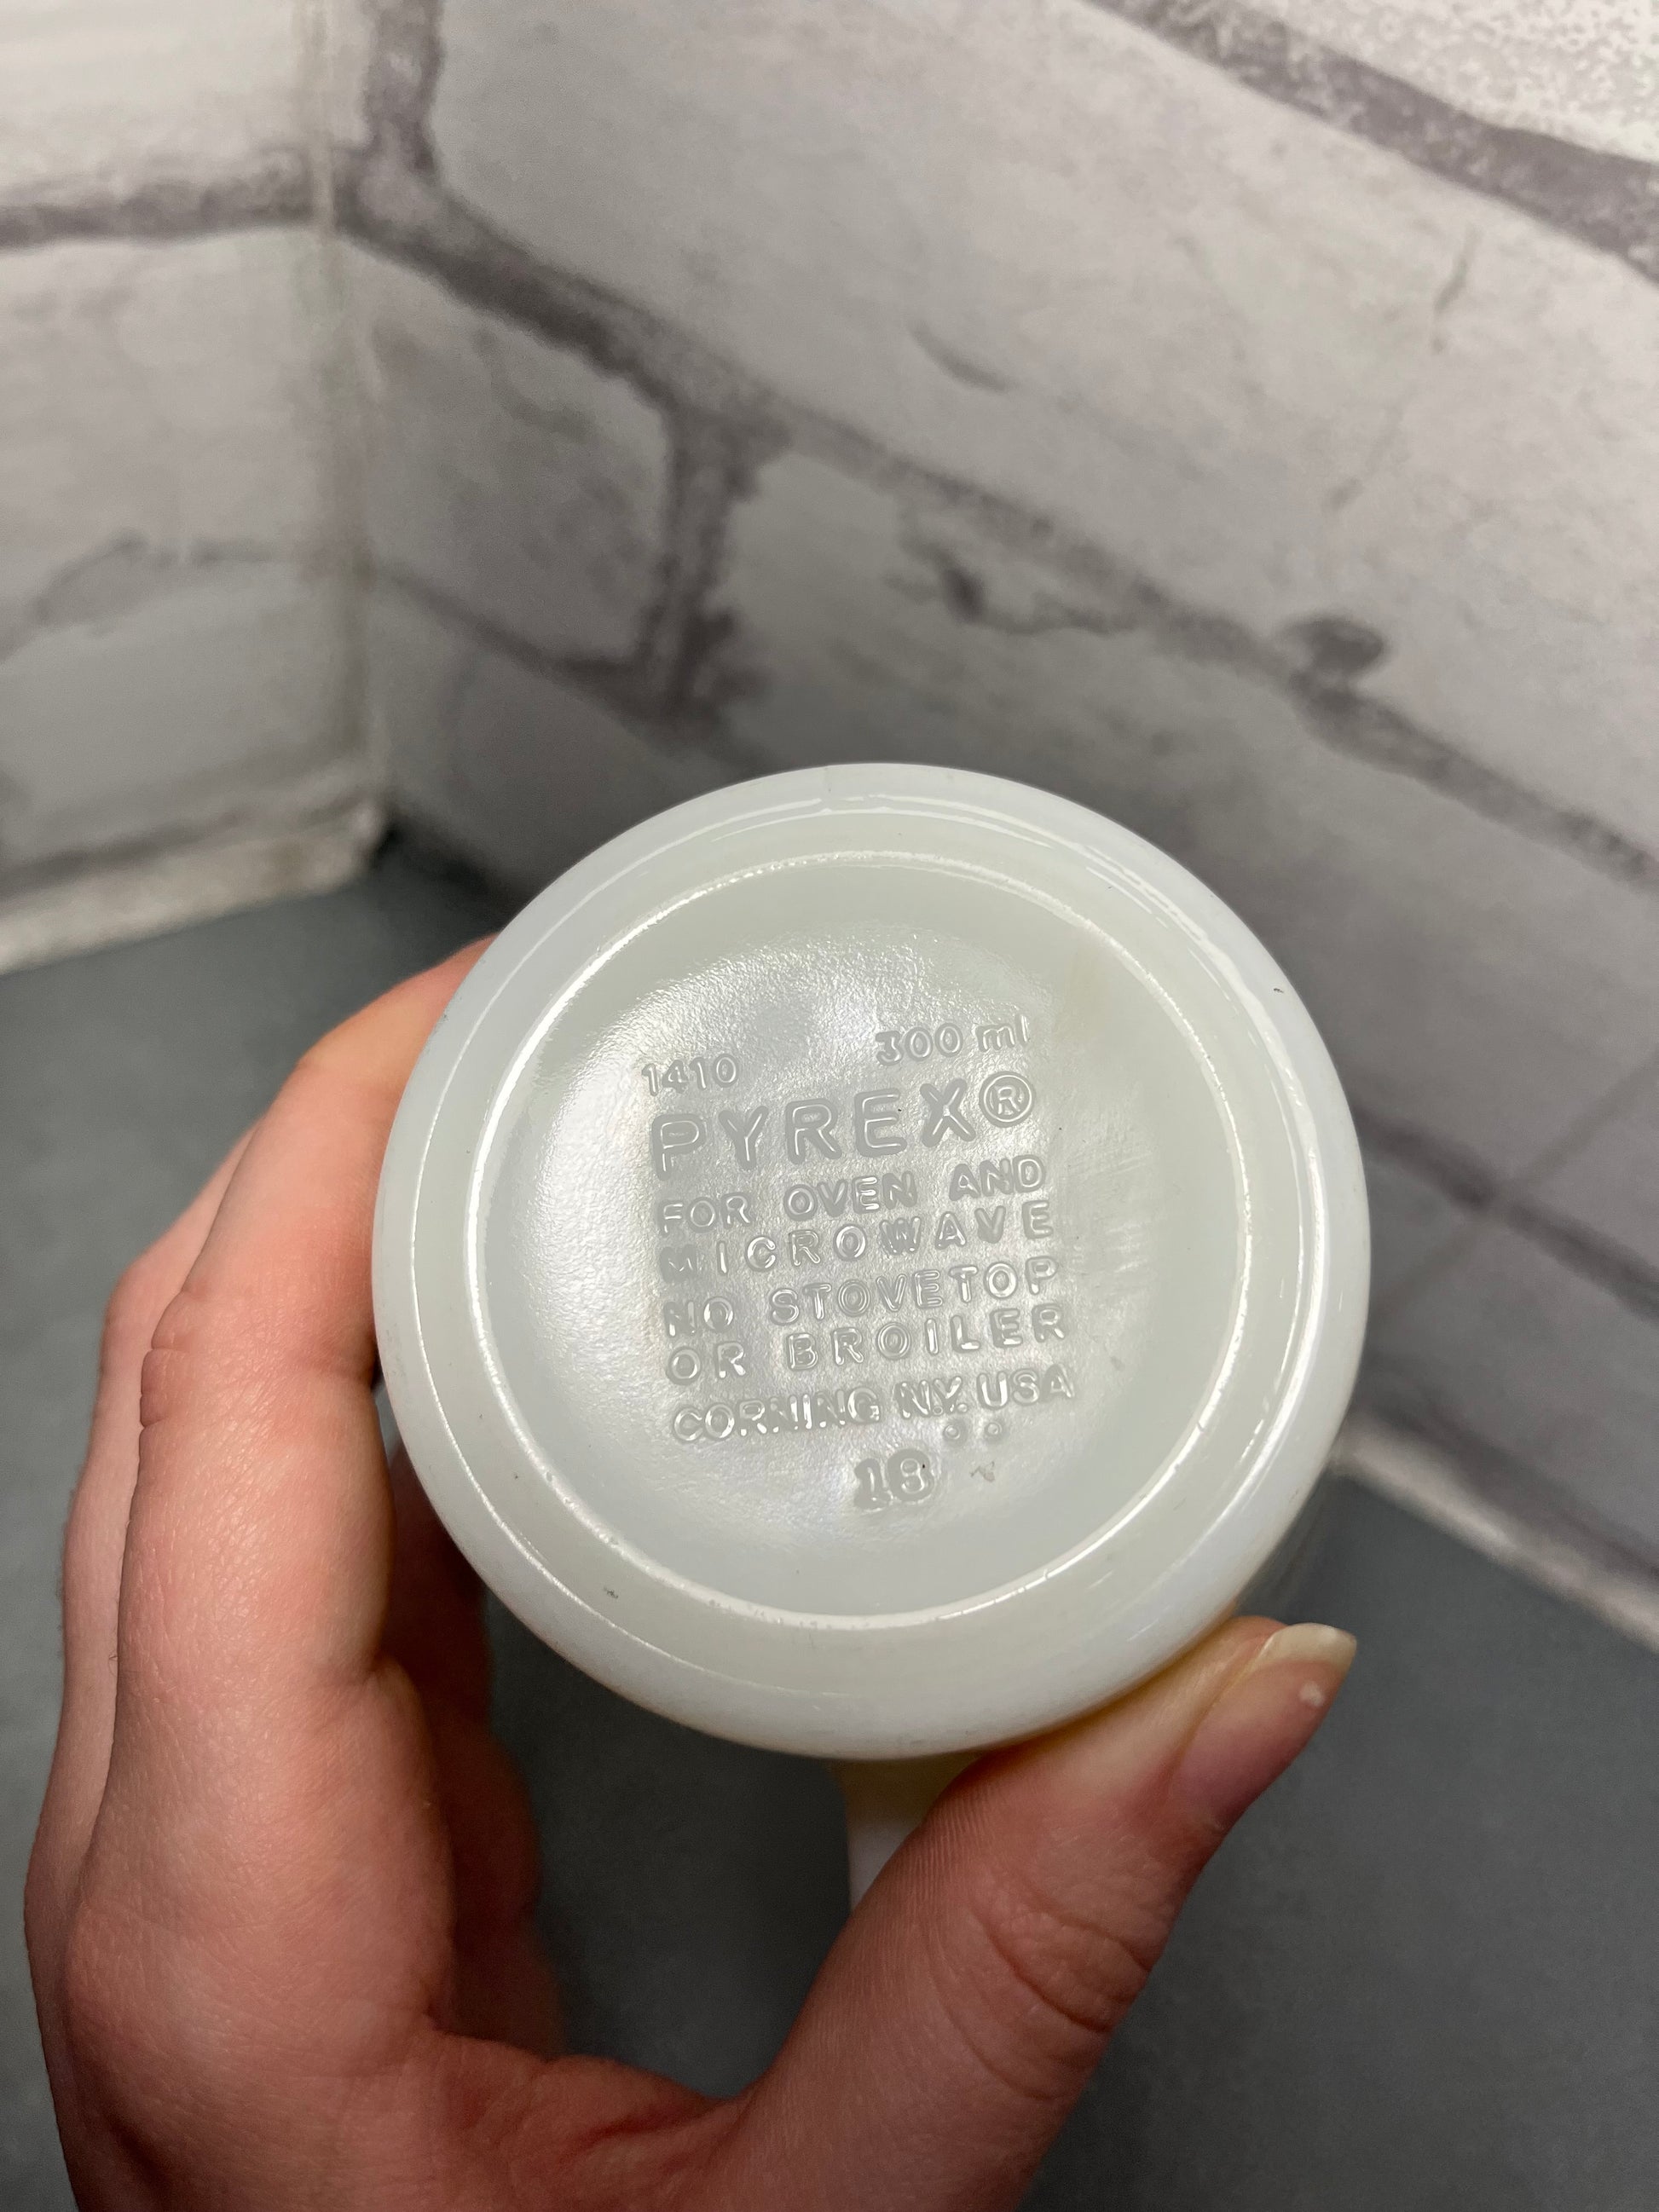 1410 300 ml
PYREX®
FOR OVEN AND
MICROWAVE
NO STOVETOP
OR BROILER
CORNING N.Y. USA
18